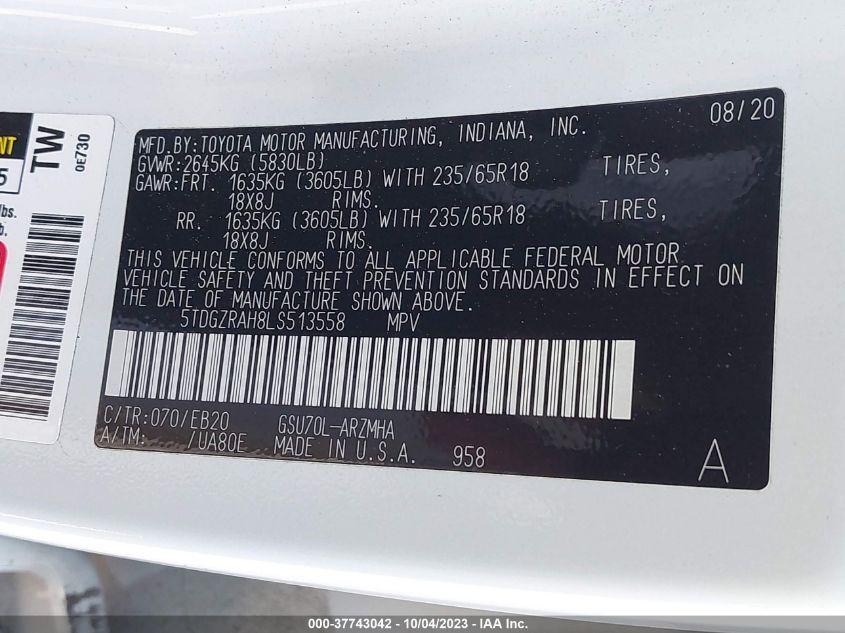 08/20
MFD.BY:TOYOTA MOTOR MANUFACTURING, INDIANA, INC.
GVWR:2645KG (5830LB)
GAWR:FRT. 1635KG (3605LB) WITH 235/65R18 TIRES,
18X8J RIMS.
RR. 1635KG (3605LB) WITH 235/65R18 TIRES,
18X8J RIMS.
THIS VEHICLE CONFORMS TO ALL APPLICABLE FEDERAL MOTOR
VEHICLE SAFETY AND THEFT PREVENTION STANDARDS IN EFFECT ON
THE DATE OF MANUFACTURE SHOWN ABOVE.
5TDGZRAH8LS513558 MPV
C/TR:070/EB20 GSU70L-ARZMHA
A/TM: /UA80E MADE IN U.S.A. 958
A
TW
0E730
5
lbs.
b.
000-37743042 - 10/04/2023 - IAA Inc.